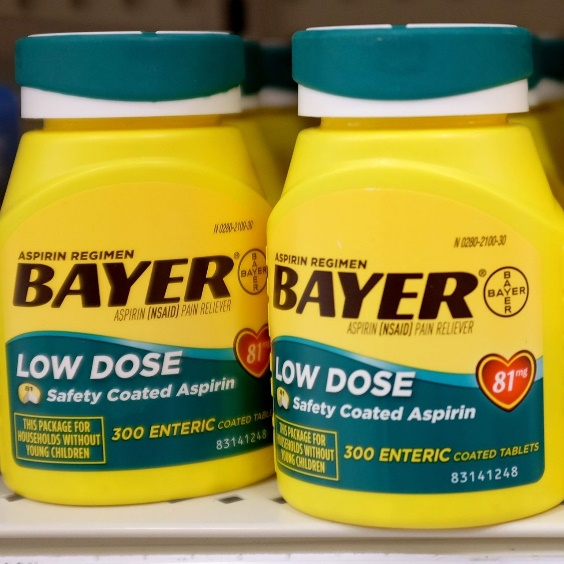 N 0280-2100-30
ASPIRIN REGIMEN
BAYER®
BAYER
BAYER
ASPIRIN [NSAID] PAIN RELIEVER
LOW DOSE
81
81
Safety Coated Aspirin
THIS PACKAGE FOR
HOUSEHOLDS WITHOUT
YOUNG CHILDREN
300 ENTERIC COATED
83141248
N 0280-2100-30
ASPIRIN REGIMEN
BAYER®
BAYER
BAYER
ASPIRIN [NSAID] PAIN RELIEVER
LOW DOSE
81mg
Safety Coated Aspirin
THIS PACKAGE FOR
HOUSEHOLDS WITHOUT
YOUNG CHILDREN
300 ENTERIC COATED TABLETS
83141248